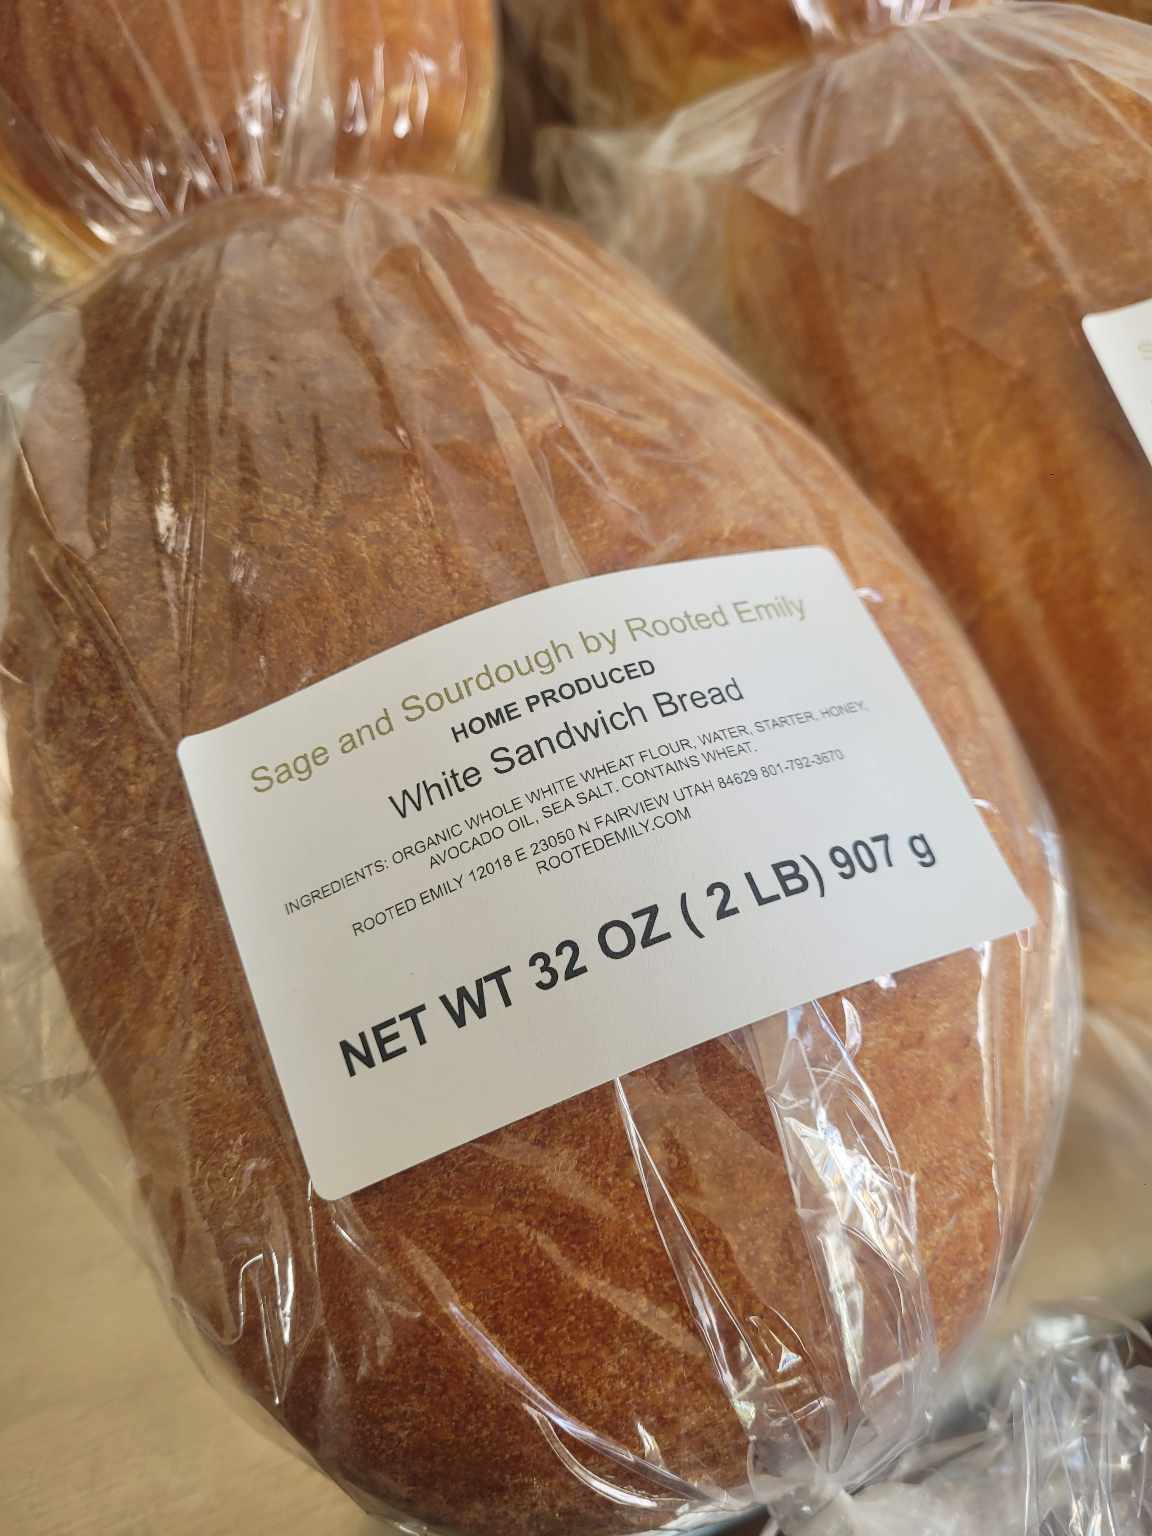 Sage and Sourdough by Rooted Emily
HOME PRODUCED
White Sandwich Bread
INGREDIENTS: ORGANIC WHOLE WHITE WHEAT FLOUR, WATER, STARTER, HONEY,
AVOCADO OIL, SEA SALT. CONTAINS WHEAT.
ROOTED EMILY 12018 E 23050 N FAIRVIEW UTAH 84629 801-792-3670
ROOTEDEMILY.COM
NET WT 32 OZ ( 2 LB) 907 g